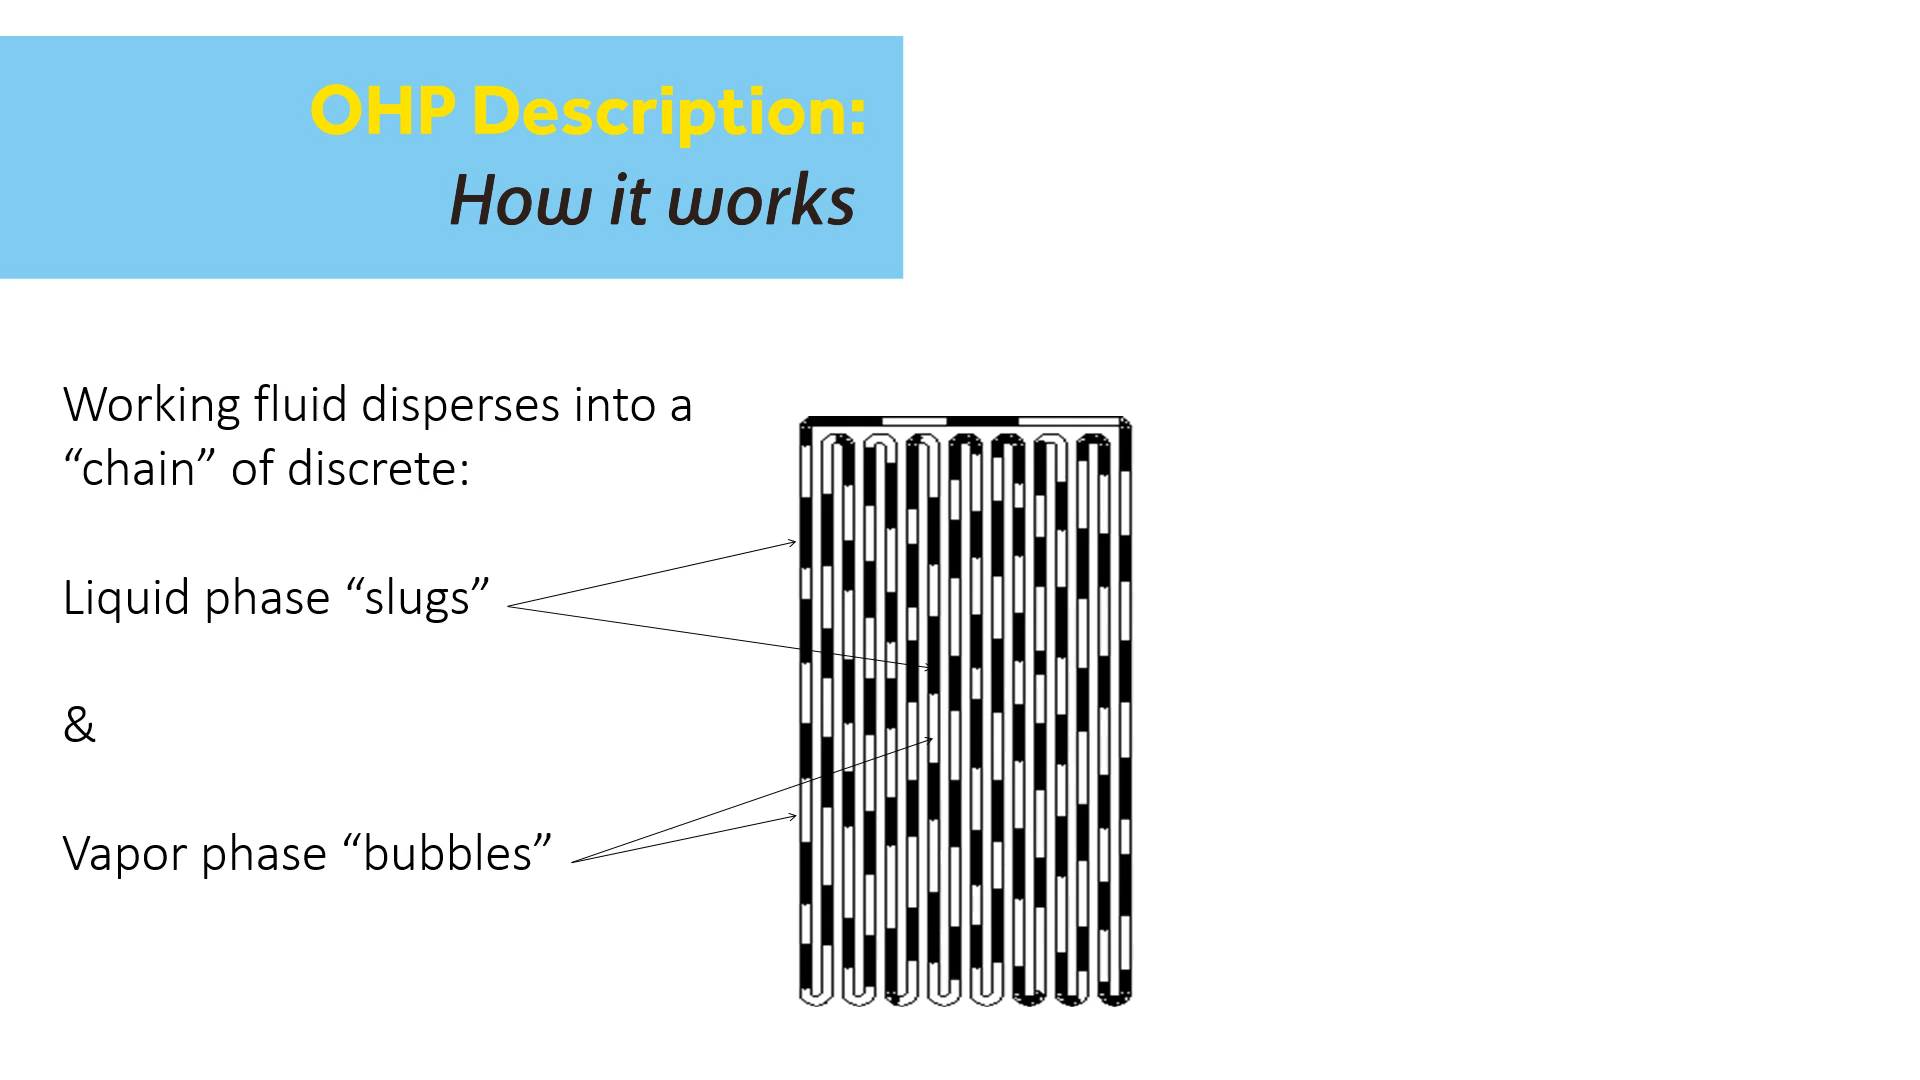 OHP Description:
How it works
Working fluid disperses into a
“chain” of discrete:
Liquid phase “slugs”
&
Vapor phase “bubbles”